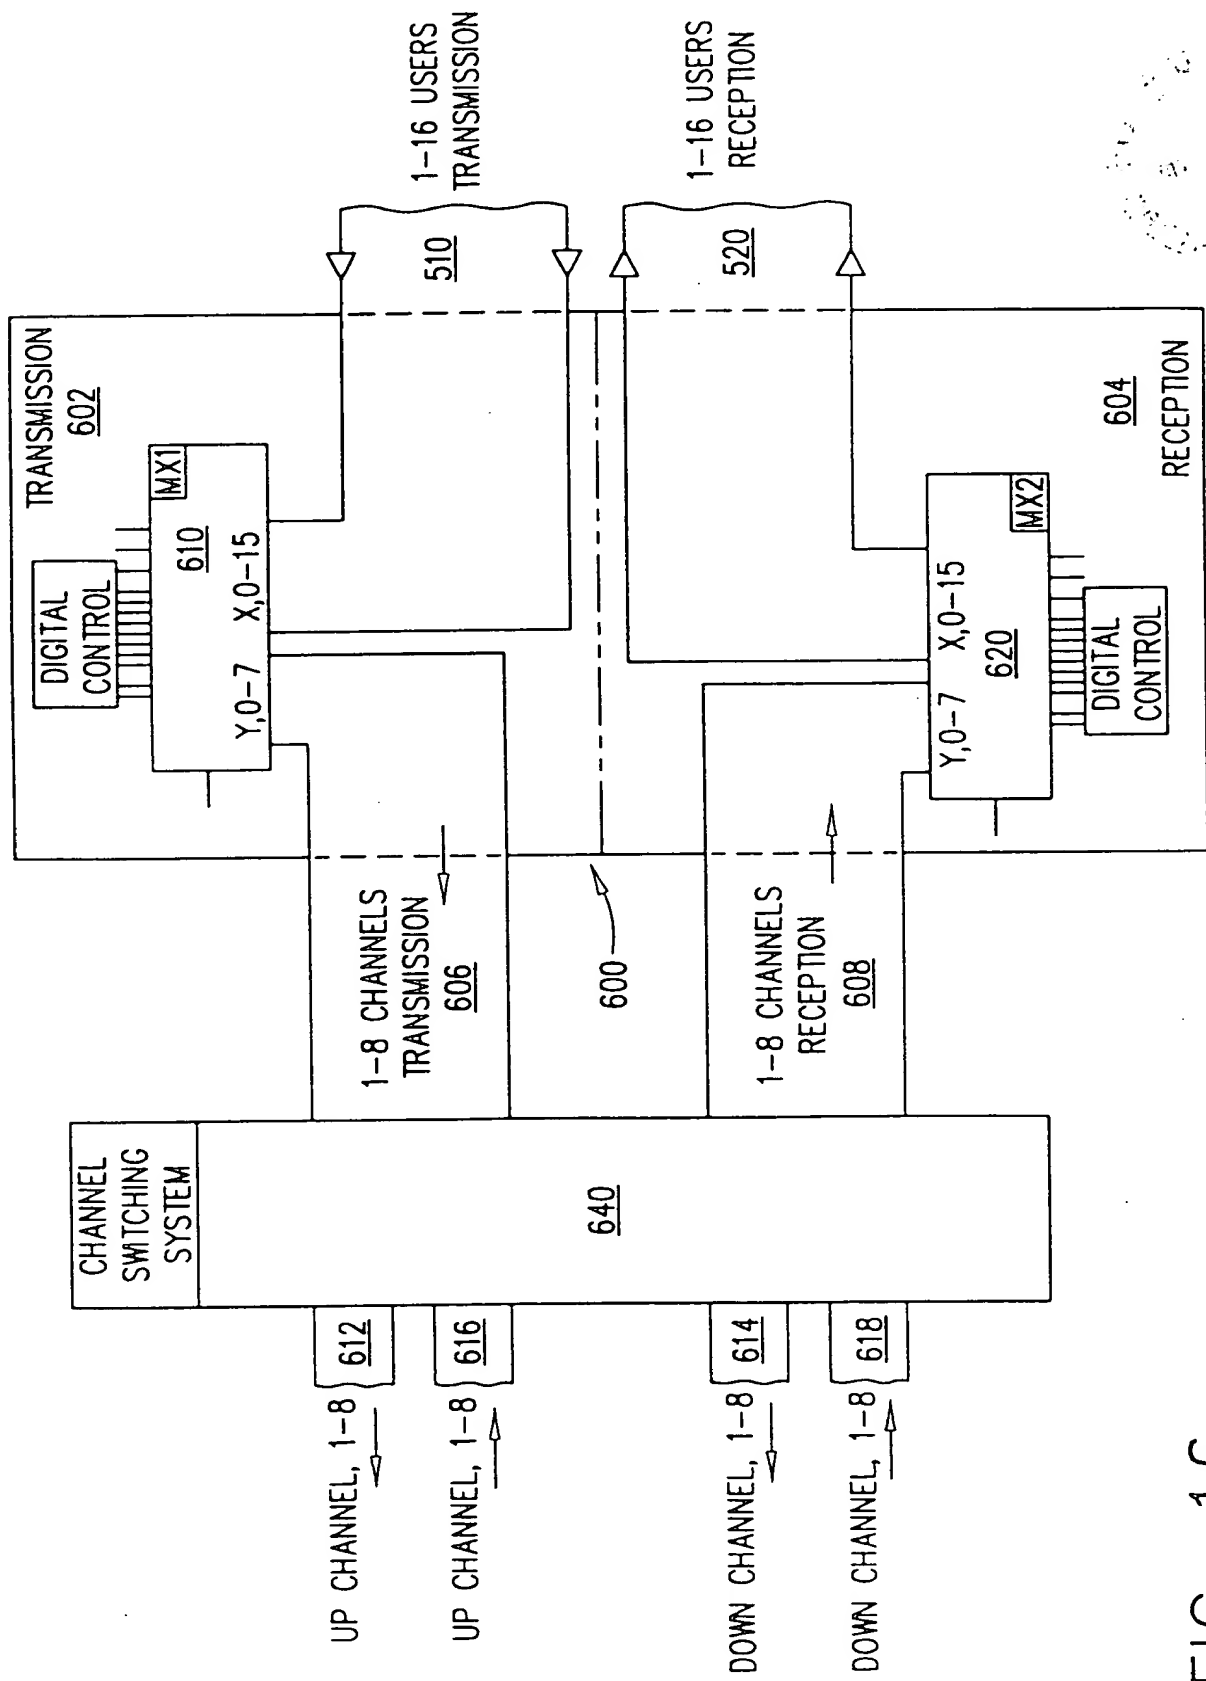 TRANSMISSION
602
DIGITAL
CONTROL
MX1
610
Y,0-7
X,0-15
1-16 USERS
TRANSMISSION
510
1-16 USERS
RECEPTION
520
Y,0-7
X,0-15
620
MX2
DIGITAL
CONTROL
604
RECEPTION
1-8 CHANNELS
TRANSMISSION
606
600
1-8 CHANNELS
RECEPTION
608
CHANNEL
SWITCHING
SYSTEM
640
612
616
614
618
UP CHANNEL, 1-8
UP CHANNEL, 1-8
DOWN CHANNEL, 1-8
DOWN CHANNEL, 1-8